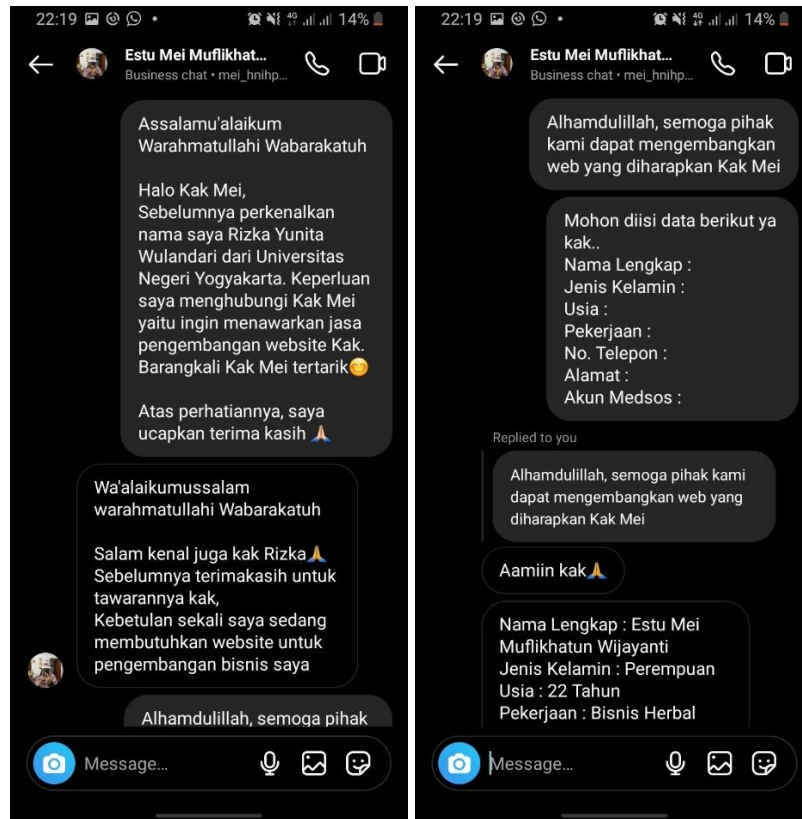 22:19
4G
14%
Estu Mei Muflikhat...
Business chat • mei_hnihp...
Assalamu'alaikum
Warahmatullahi Wabarakatuh
Halo Kak Mei,
Sebelumnya perkenalkan
nama saya Rizka Yunita
Wulandari dari Universitas
Negeri Yogyakarta. Keperluan
saya menghubungi Kak Mei
yaitu ingin menawarkan jasa
pengembangan website Kak.
Barangkali Kak Mei tertarik😊
Atas perhatiannya, saya
ucapkan terima kasih 🙏
Wa'alaikumussalam
warahmatullahi Wabarakatuh
Salam kenal juga kak Rizka🙏
Sebelumnya terimakasih untuk
tawarannya kak,
Kebetulan sekali saya sedang
membutuhkan website untuk
pengembangan bisnis saya
Alhamdulillah, semoga pihak
Message...
22:19
4G
14%
Estu Mei Muflikhat...
Business chat • mei_hnihp...
Alhamdulillah, semoga pihak
kami dapat mengembangkan
web yang diharapkan Kak Mei
Mohon diisi data berikut ya
kak..
Nama Lengkap :
Jenis Kelamin :
Usia :
Pekerjaan :
No. Telepon :
Alamat :
Akun Medsos :
Replied to you
Alhamdulillah, semoga pihak kami
dapat mengembangkan web yang
diharapkan Kak Mei
Aamiin kak🙏
Nama Lengkap : Estu Mei
Muflikhatun Wijayanti
Jenis Kelamin : Perempuan
Usia : 22 Tahun
Pekerjaan : Bisnis Herbal
Message...